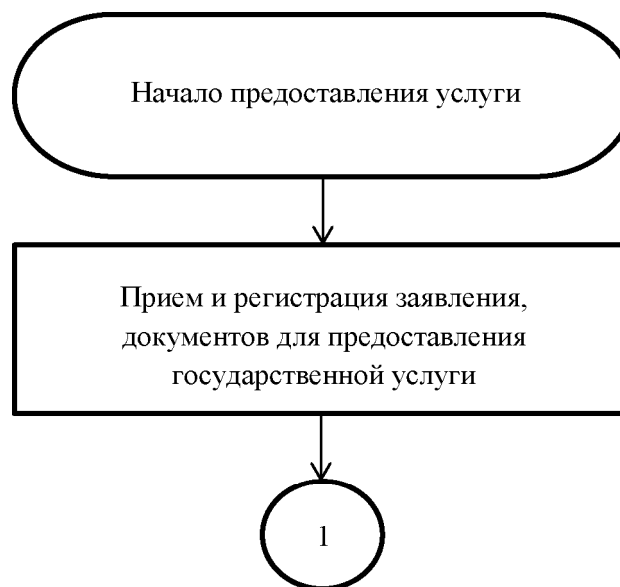 Начало предоставления услуги
Прием и регистрация заявления,
документов для предоставления
государственной услуги
1